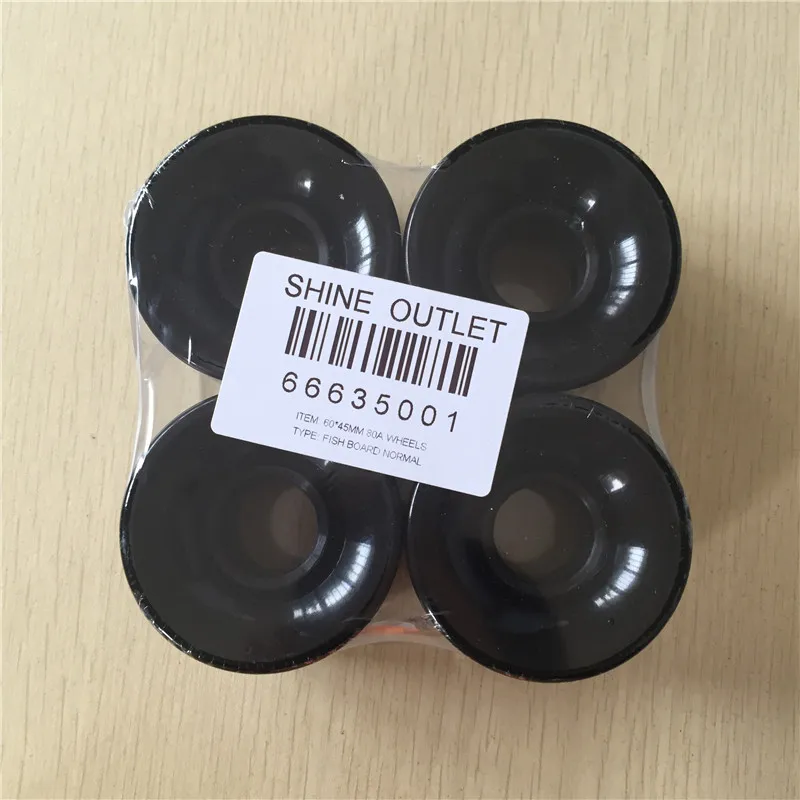 SHINE OUTLET
66635001
ITEM: 60*45MM 80A WHEELS
TYPE: FISH BOARD NORMAL